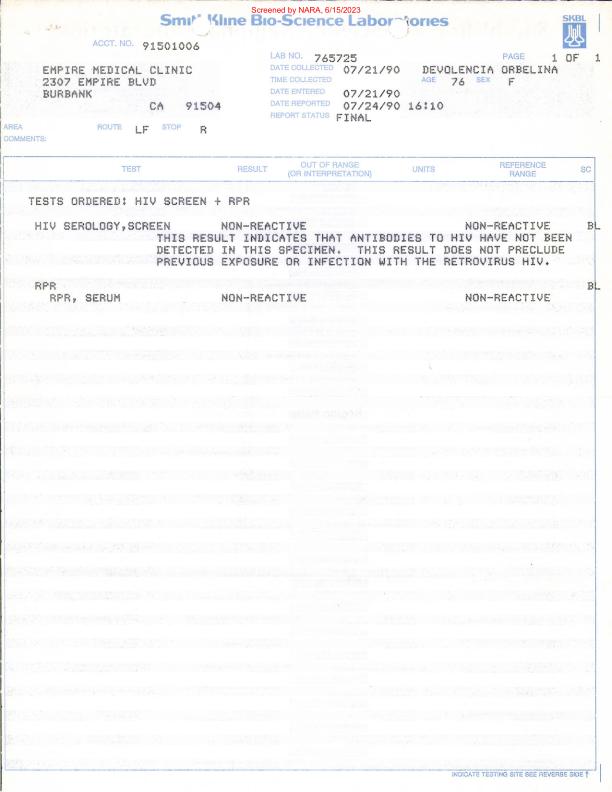 Screened by NARA, 6/15/2023
SmithKline Bio-Science Laboratories
SKBL
ACCT. NO. 91501006
LAB NO. 765725 PAGE 1 OF 1
EMPIRE MEDICAL CLINIC DATE COLLECTED 07/21/90 DEVOLENCIA ORBELINA
2307 EMPIRE BLVD TIME COLLECTED AGE 76 SEX F
BURBANK DATE ENTERED 07/21/90
CA 91504 DATE REPORTED 07/24/90 16:10
REPORT STATUS FINAL
AREA ROUTE LF STOP R
COMMENTS:
TEST RESULT OUT OF RANGE (OR INTERPRETATION) UNITS REFERENCE RANGE SC
TESTS ORDERED: HIV SCREEN + RPR
HIV SEROLOGY,SCREEN NON-REACTIVE NON-REACTIVE BL
THIS RESULT INDICATES THAT ANTIBODIES TO HIV HAVE NOT BEEN
DETECTED IN THIS SPECIMEN. THIS RESULT DOES NOT PRECLUDE
PREVIOUS EXPOSURE OR INFECTION WITH THE RETROVIRUS HIV.
RPR BL
RPR, SERUM NON-REACTIVE NON-REACTIVE
INDICATE TESTING SITE SEE REVERSE SIDE ↑